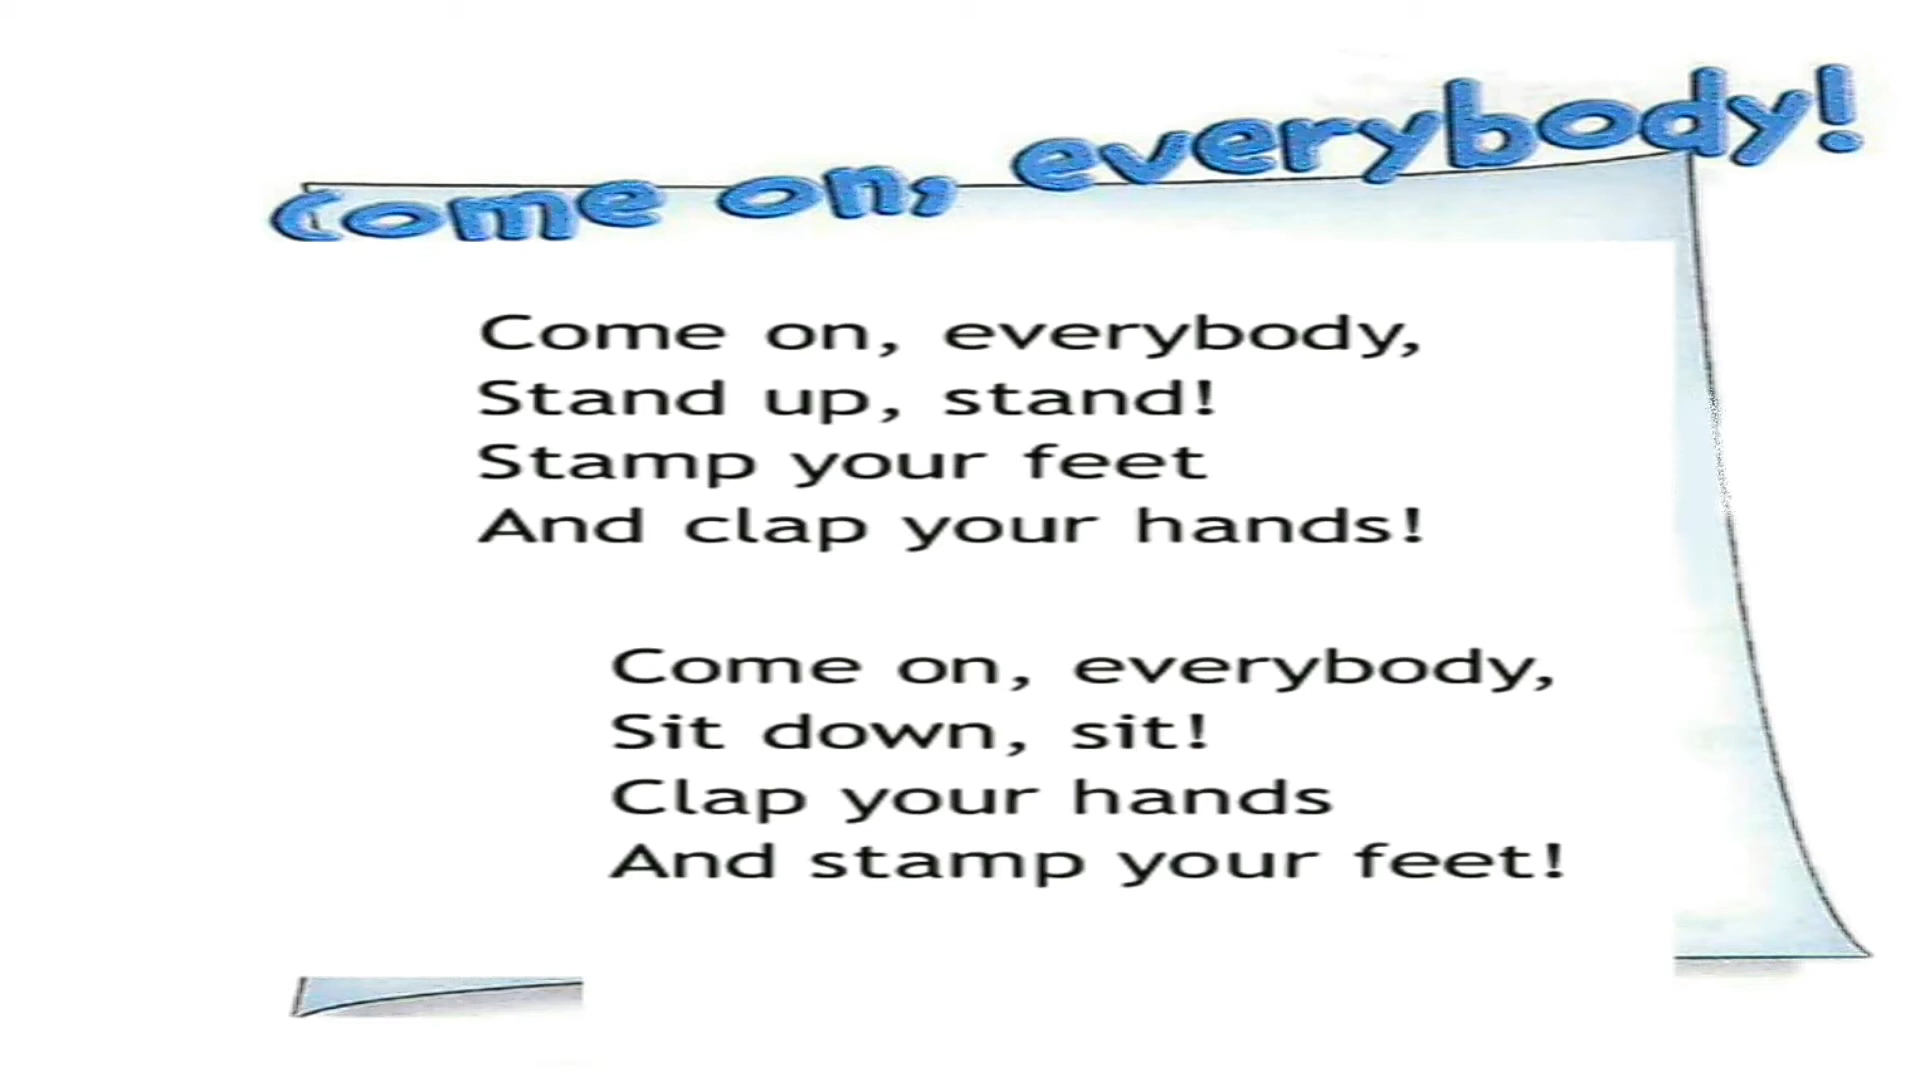 Come on, everybody!
Come on, everybody,
Stand up, stand!
Stamp your feet
And clap your hands!
Come on, everybody,
Sit down, sit!
Clap your hands
And stamp your feet!